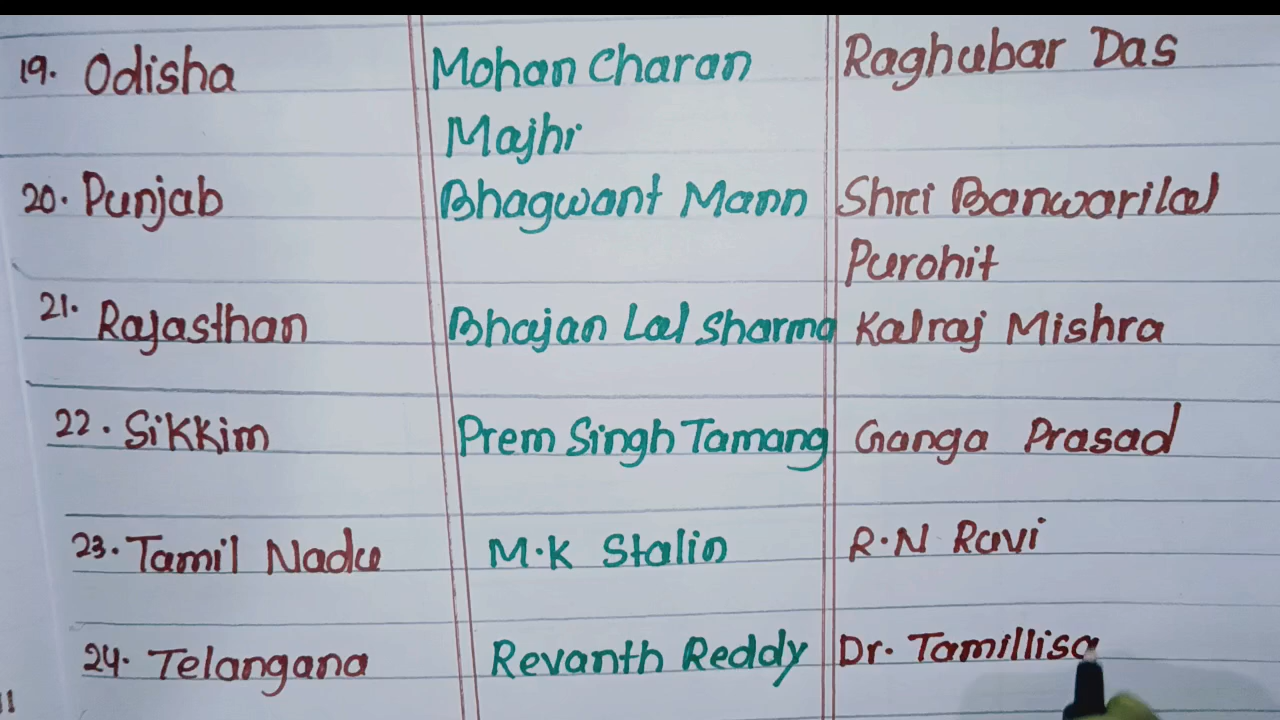 19. Odisha Mohan Charan Raghubar Das
Majhi
20. Punjab Bhagwant Mann Shri Banwarilal
Purohit
21. Rajasthan Bhajan Lal Sharma Kalraj Mishra
22. Sikkim Prem Singh Tamang Ganga Prasad
23. Tamil Nadu M.K Stalin R.N Ravi
24. Telangana Revanth Reddy Dr. Tamillisa